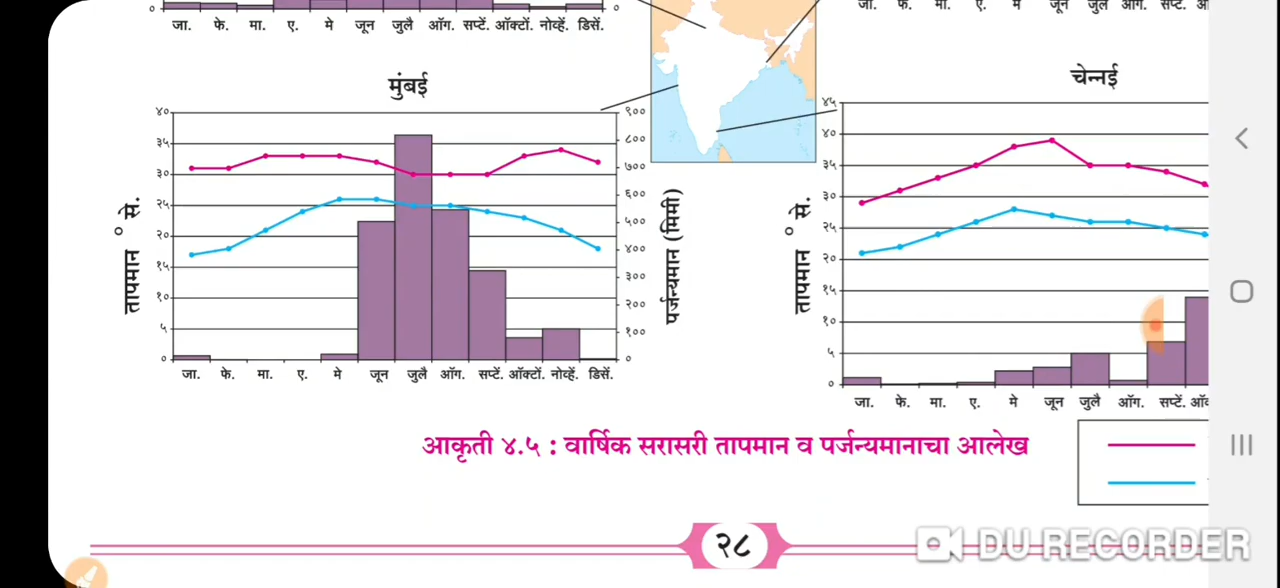 ० ०
जा. फे. मा. ए. मे जून जुलै ऑग. सप्टें. ऑक्टों. नोव्हें. डिसें.
जा. फे. मा. ए. मे जून जुलै ऑग. सप्टें.
मुंबई
४० ३५ ३० २५ २० १५ १० ५ ०
तापमान ° से.
९०० ८०० ७०० ६०० ५०० ४०० ३०० २०० १०० ०
पर्जन्यमान (मिमी)
जा. फे. मा. ए. मे जून जुलै ऑग. सप्टें. ऑक्टों. नोव्हें. डिसें.
चेन्नई
४५ ४० ३५ ३० २५ २० १५ १० ५ ०
तापमान ° से.
जा. फे. मा. ए. मे जून जुलै ऑग. सप्टें.
आकृती ४.५ : वार्षिक सरासरी तापमान व पर्जन्यमानाचा आलेख
२८
DU RECORDER